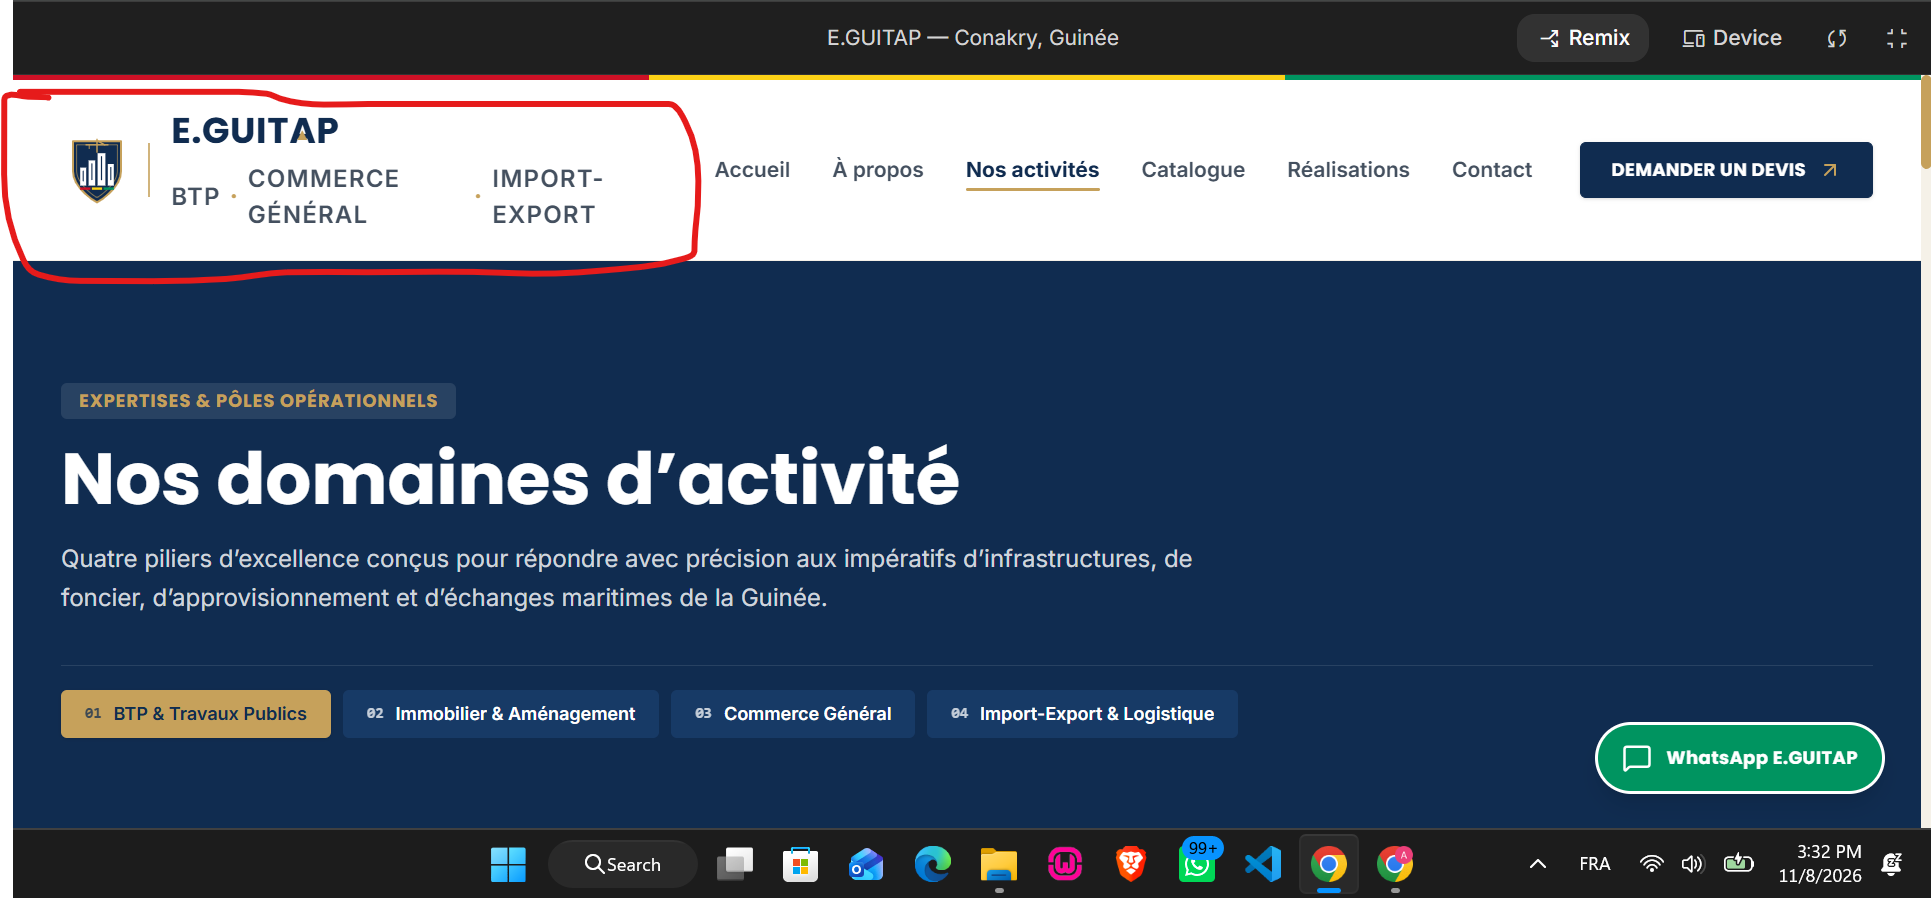 E.GUITAP — Conakry, Guinée
Remix
Device
E.GUITAP
BTP · COMMERCE GÉNÉRAL · IMPORT-EXPORT
Accueil
À propos
Nos activités
Catalogue
Réalisations
Contact
DEMANDER UN DEVIS
EXPERTISES & PÔLES OPÉRATIONNELS
Nos domaines d’activité
Quatre piliers d’excellence conçus pour répondre avec précision aux impératifs d’infrastructures, de
foncier, d’approvisionnement et d’échanges maritimes de la Guinée.
01 BTP & Travaux Publics
02 Immobilier & Aménagement
03 Commerce Général
04 Import-Export & Logistique
WhatsApp E.GUITAP
Search
99+
A
FRA
3:32 PM
11/8/2026